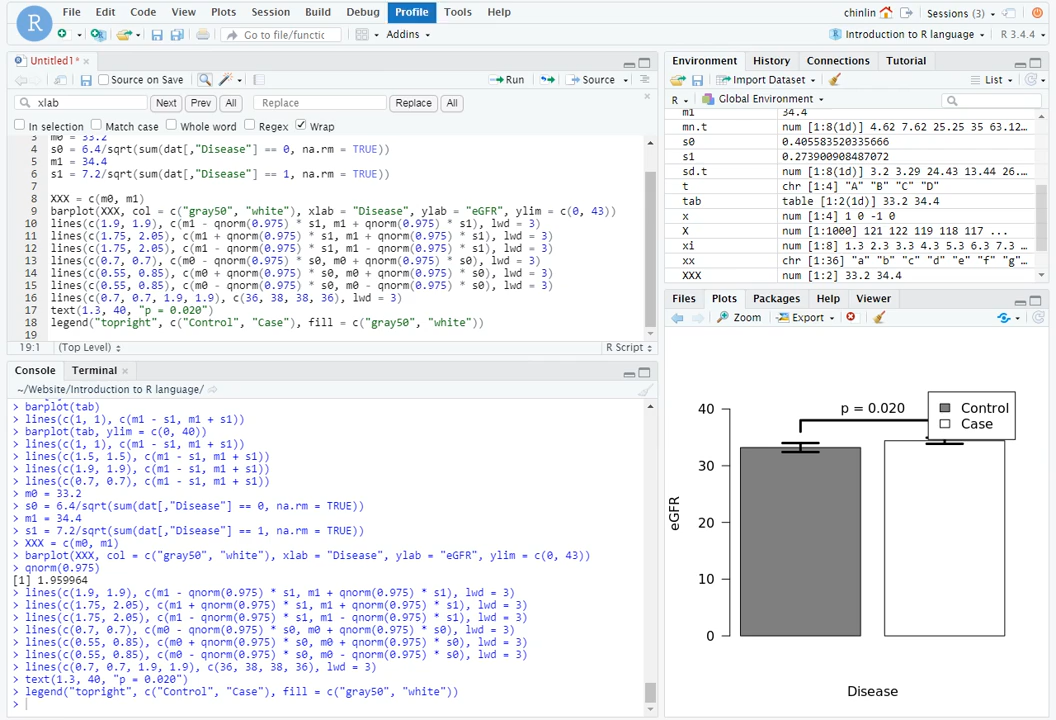 File Edit Code View Plots Session Build Debug Profile Tools Help
chinlin Sessions (3)
Go to file/functic Addins
Introduction to R language R 3.4.4
Untitled1*
Source on Save Run Source
xlab Next Prev All Replace Replace All
In selection Match case Whole word Regex Wrap
3 m0 = 33.2
4 s0 = 6.4/sqrt(sum(dat[,"Disease"] == 0, na.rm = TRUE))
5 m1 = 34.4
6 s1 = 7.2/sqrt(sum(dat[,"Disease"] == 1, na.rm = TRUE))
7
8 XXX = c(m0, m1)
9 barplot(XXX, col = c("gray50", "white"), xlab = "Disease", ylab = "eGFR", ylim = c(0, 43))
10 lines(c(1.9, 1.9), c(m1 - qnorm(0.975) * s1, m1 + qnorm(0.975) * s1), lwd = 3)
11 lines(c(1.75, 2.05), c(m1 + qnorm(0.975) * s1, m1 + qnorm(0.975) * s1), lwd = 3)
12 lines(c(1.75, 2.05), c(m1 - qnorm(0.975) * s1, m1 - qnorm(0.975) * s1), lwd = 3)
13 lines(c(0.7, 0.7), c(m0 - qnorm(0.975) * s0, m0 + qnorm(0.975) * s0), lwd = 3)
14 lines(c(0.55, 0.85), c(m0 + qnorm(0.975) * s0, m0 + qnorm(0.975) * s0), lwd = 3)
15 lines(c(0.55, 0.85), c(m0 - qnorm(0.975) * s0, m0 - qnorm(0.975) * s0), lwd = 3)
16 lines(c(0.7, 0.7, 1.9, 1.9), c(36, 38, 38, 36), lwd = 3)
17 text(1.3, 40, "p = 0.020")
18 legend("topright", c("Control", "Case"), fill = c("gray50", "white"))
19
19:1 (Top Level) R Script
Console Terminal
~/Website/Introduction to R language/
> barplot(tab)
> lines(c(1, 1), c(m1 - s1, m1 + s1))
> barplot(tab, ylim = c(0, 40))
> lines(c(1, 1), c(m1 - s1, m1 + s1))
> lines(c(1.5, 1.5), c(m1 - s1, m1 + s1))
> lines(c(1.9, 1.9), c(m1 - s1, m1 + s1))
> lines(c(0.7, 0.7), c(m1 - s1, m1 + s1))
> m0 = 33.2
> s0 = 6.4/sqrt(sum(dat[,"Disease"] == 0, na.rm = TRUE))
> m1 = 34.4
> s1 = 7.2/sqrt(sum(dat[,"Disease"] == 1, na.rm = TRUE))
> XXX = c(m0, m1)
> barplot(XXX, col = c("gray50", "white"), xlab = "Disease", ylab = "eGFR", ylim = c(0, 43))
> qnorm(0.975)
[1] 1.959964
> lines(c(1.9, 1.9), c(m1 - qnorm(0.975) * s1, m1 + qnorm(0.975) * s1), lwd = 3)
> lines(c(1.75, 2.05), c(m1 + qnorm(0.975) * s1, m1 + qnorm(0.975) * s1), lwd = 3)
> lines(c(1.75, 2.05), c(m1 - qnorm(0.975) * s1, m1 - qnorm(0.975) * s1), lwd = 3)
> lines(c(0.7, 0.7), c(m0 - qnorm(0.975) * s0, m0 + qnorm(0.975) * s0), lwd = 3)
> lines(c(0.55, 0.85), c(m0 + qnorm(0.975) * s0, m0 + qnorm(0.975) * s0), lwd = 3)
> lines(c(0.55, 0.85), c(m0 - qnorm(0.975) * s0, m0 - qnorm(0.975) * s0), lwd = 3)
> lines(c(0.7, 0.7, 1.9, 1.9), c(36, 38, 38, 36), lwd = 3)
> text(1.3, 40, "p = 0.020")
> legend("topright", c("Control", "Case"), fill = c("gray50", "white"))
>
Environment History Connections Tutorial
Import Dataset List
R Global Environment
m1 34.4
mn.t num [1:8(1d)] 4.62 7.62 25.25 35 63.12…
s0 0.405583520335666
s1 0.273900908487072
sd.t num [1:8(1d)] 3.2 3.29 24.43 13.44 26.…
t chr [1:4] "A" "B" "C" "D"
tab table [1:2(1d)] 33.2 34.4
x num [1:4] 1 0 -1 0
X num [1:1000] 121 122 119 118 117 ...
xi num [1:8] 1.3 2.3 3.3 4.3 5.3 6.3 7.3 …
xx chr [1:36] "a" "b" "c" "d" "e" "f" "g"…
XXX num [1:2] 33.2 34.4
Files Plots Packages Help Viewer
Zoom Export
p = 0.020
Control
Case
40
30
20
10
0
eGFR
Disease